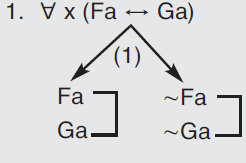 1. ∀ x (Fa ↔ Ga)
(1)
Fa ~Fa
Ga ~Ga